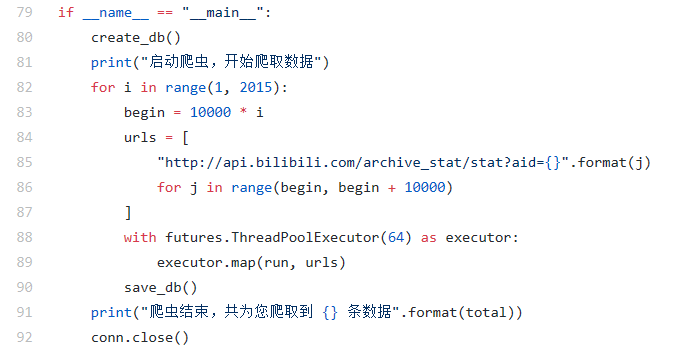 79 if __name__ == "__main__":
80     create_db()
81     print("启动爬虫，开始爬取数据")
82     for i in range(1, 2015):
83         begin = 10000 * i
84         urls = [
85             "http://api.bilibili.com/archive_stat/stat?aid={}".format(j)
86             for j in range(begin, begin + 10000)
87         ]
88         with futures.ThreadPoolExecutor(64) as executor:
89             executor.map(run, urls)
90         save_db()
91     print("爬虫结束，共为您爬取到 {} 条数据".format(total))
92     conn.close()